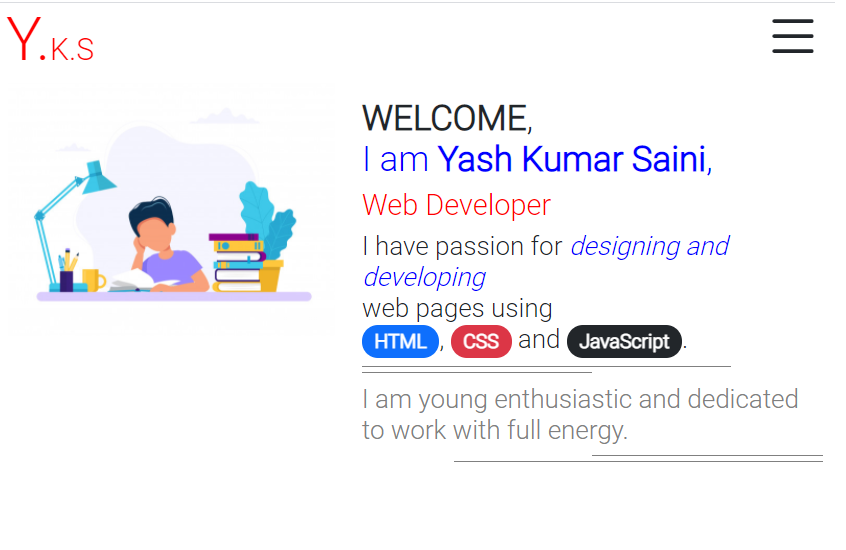 Y.K.S
WELCOME,
I am Yash Kumar Saini,
Web Developer
I have passion for designing and
developing
web pages using
HTML, CSS and JavaScript.
I am young enthusiastic and dedicated
to work with full energy.